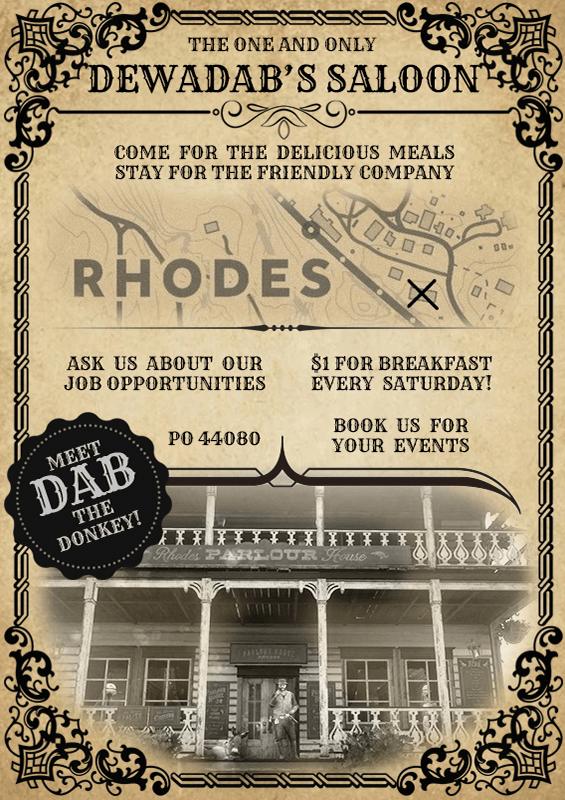 THE ONE AND ONLY
DEWADAB'S SALOON
COME FOR THE DELICIOUS MEALS
STAY FOR THE FRIENDLY COMPANY
RHODES
ASK US ABOUT OUR
JOB OPPORTUNITIES
$1 FOR BREAKFAST
EVERY SATURDAY!
PO 44080
BOOK US FOR
YOUR EVENTS
MEET
DAB
THE
DONKEY!
Rhodes PARLOUR House
PARLOUR HOUSE